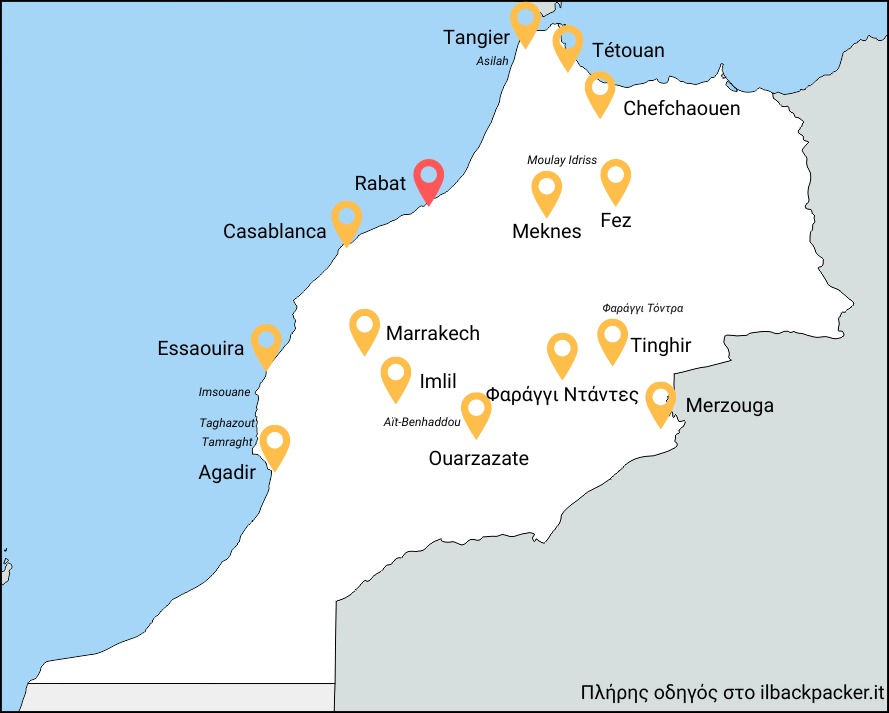 Tangier
Asilah
Tétouan
Chefchaouen
Moulay Idriss
Rabat
Fez
Meknes
Casablanca
Φαράγγι Τόντρα
Marrakech
Tinghir
Essaouira
Imlil
Imsouane
Φαράγγι Ντάντες
Merzouga
Taghazout
Aït-Benhaddou
Tamraght
Ouarzazate
Agadir
Πλήρης οδηγός στο ilbackpacker.it